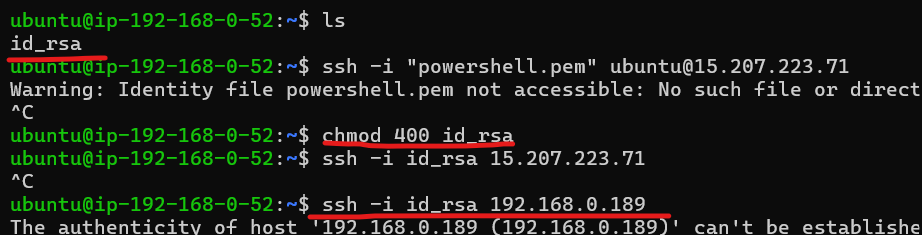 ubuntu@ip-192-168-0-52:~$ ls
id_rsa
ubuntu@ip-192-168-0-52:~$ ssh -i "powershell.pem" ubuntu@15.207.223.71
Warning: Identity file powershell.pem not accessible: No such file or direct
^C
ubuntu@ip-192-168-0-52:~$ chmod 400 id_rsa
ubuntu@ip-192-168-0-52:~$ ssh -i id_rsa 15.207.223.71
^C
ubuntu@ip-192-168-0-52:~$ ssh -i id_rsa 192.168.0.189
The authenticity of host '192.168.0.189 (192.168.0.189)' can't be establishe